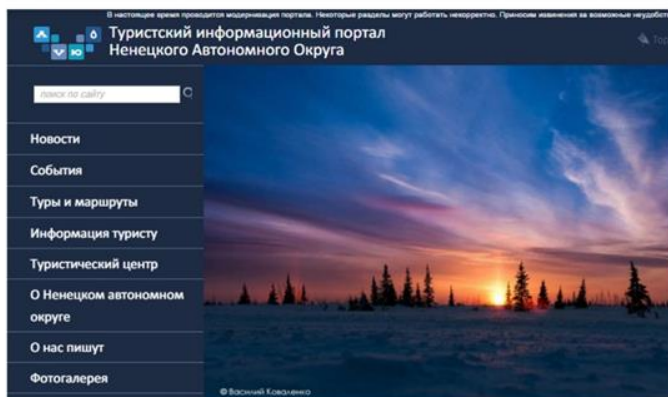 В настоящее время проводится модернизация портала. Некоторые разделы могут работать некорректно. Приносим извинения за возможные
Туристский информационный портал
Ненецкого Автономного Округа
поиск по сайту
Новости
События
Туры и маршруты
Информация туристу
Туристический центр
О Ненецком автономном
округе
О нас пишут
Фотогалерея
© Василий Коваленко